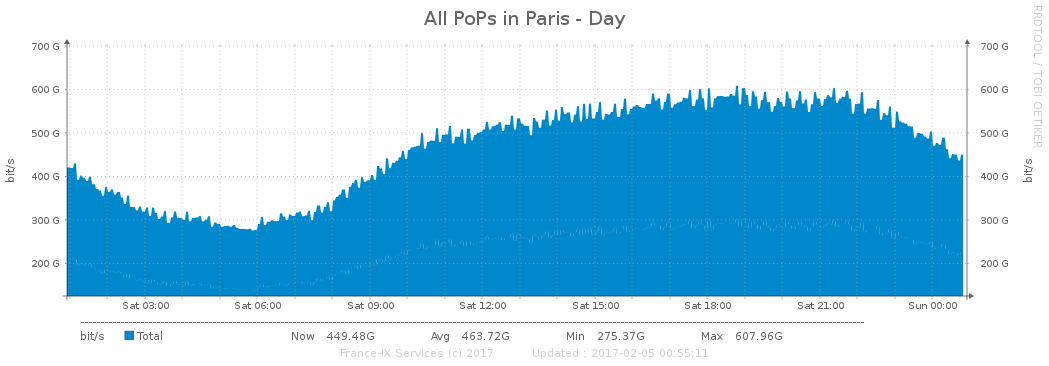 All PoPs in Paris - Day
RRDTOOL / TOBI OETIKER
700 G 700 G
600 G 600 G
500 G 500 G
400 G 400 G
300 G 300 G
200 G 200 G
bit/s bit/s
Sat 03:00 Sat 06:00 Sat 09:00 Sat 12:00 Sat 15:00 Sat 18:00 Sat 21:00 Sun 00:00
bit/s Total Now 449.48G Avg 463.72G Min 275.37G Max 607.96G
France-IX Services (c) 2017 Updated : 2017-02-05 00:55:11